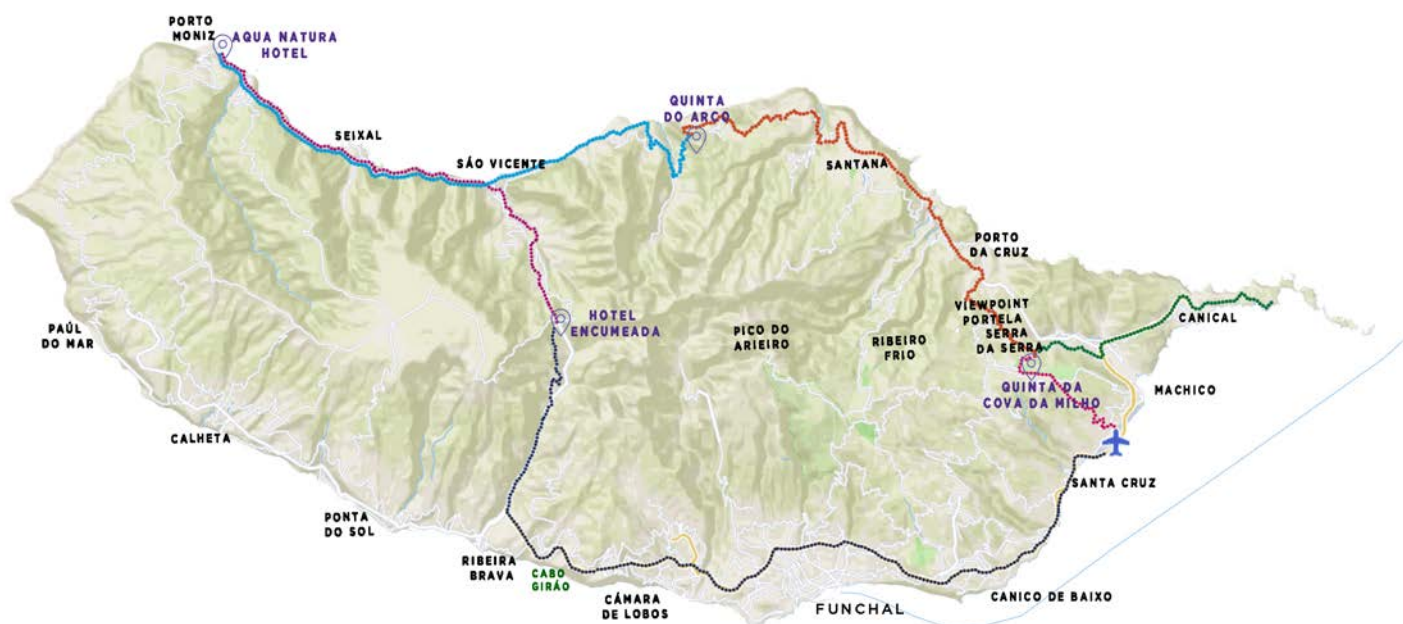 PORTO
MONIZ
AQUA NATURA
HOTEL
QUINTA
DO ARCO
SEIXAL
SÁO VICENTE
SANTANA
PORTO
DA CRUZ
VIEWPOINT
PORTELA
SERRA
DA SERRA
CANICAL
HOTEL
ENCUMEADA
PAÚL
DO MAR
PICO DO
ARIEIRO
RIBEIRO
FRIO
QUINTA DA
COVA DA MILHO
MACHICO
CALHETA
SANTA CRUZ
PONTA
DO SOL
RIBEIRA
BRAVA
CABO
GIRÁO
CÁMARA
DE LOBOS
FUNCHAL
CANICO DE BAIXO